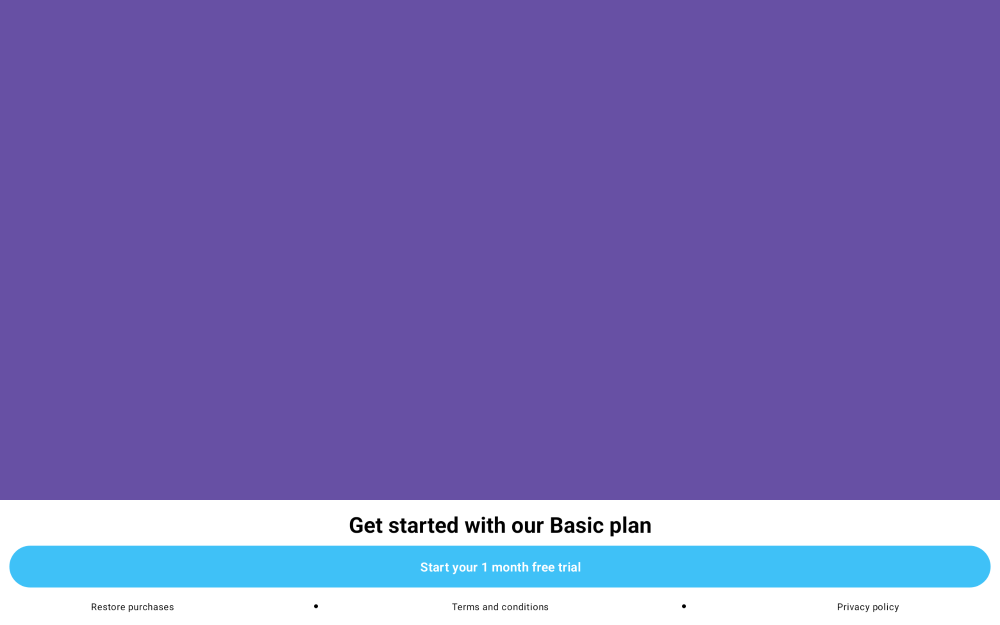 Get started with our Basic plan
Start your 1 month free trial
Restore purchases • Terms and conditions • Privacy policy